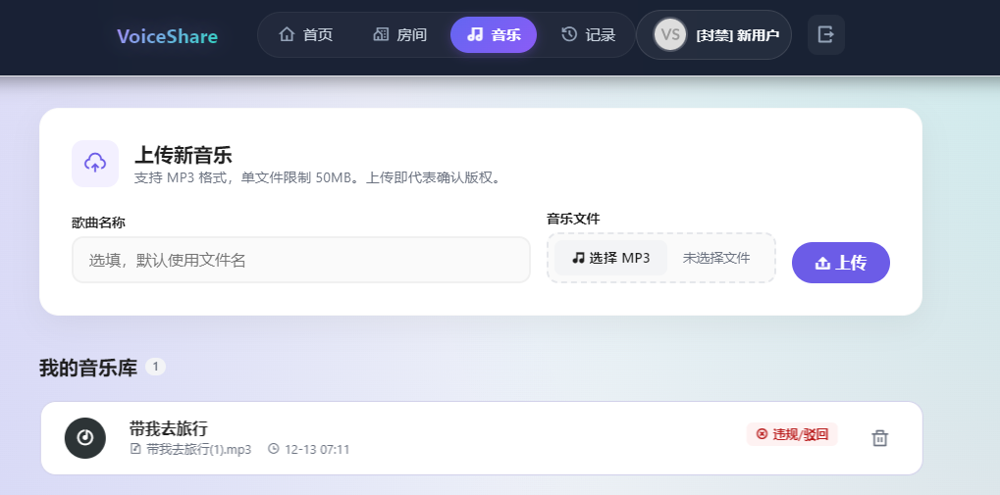 VoiceShare 首页 房间 音乐 记录 VS [封禁] 新用户
上传新音乐
支持 MP3 格式，单文件限制 50MB。上传即代表确认版权。
歌曲名称
音乐文件
选填，默认使用文件名
选择 MP3 未选择文件
上传
我的音乐库 1
带我去旅行
带我去旅行(1).mp3 12-13 07:11
违规/驳回